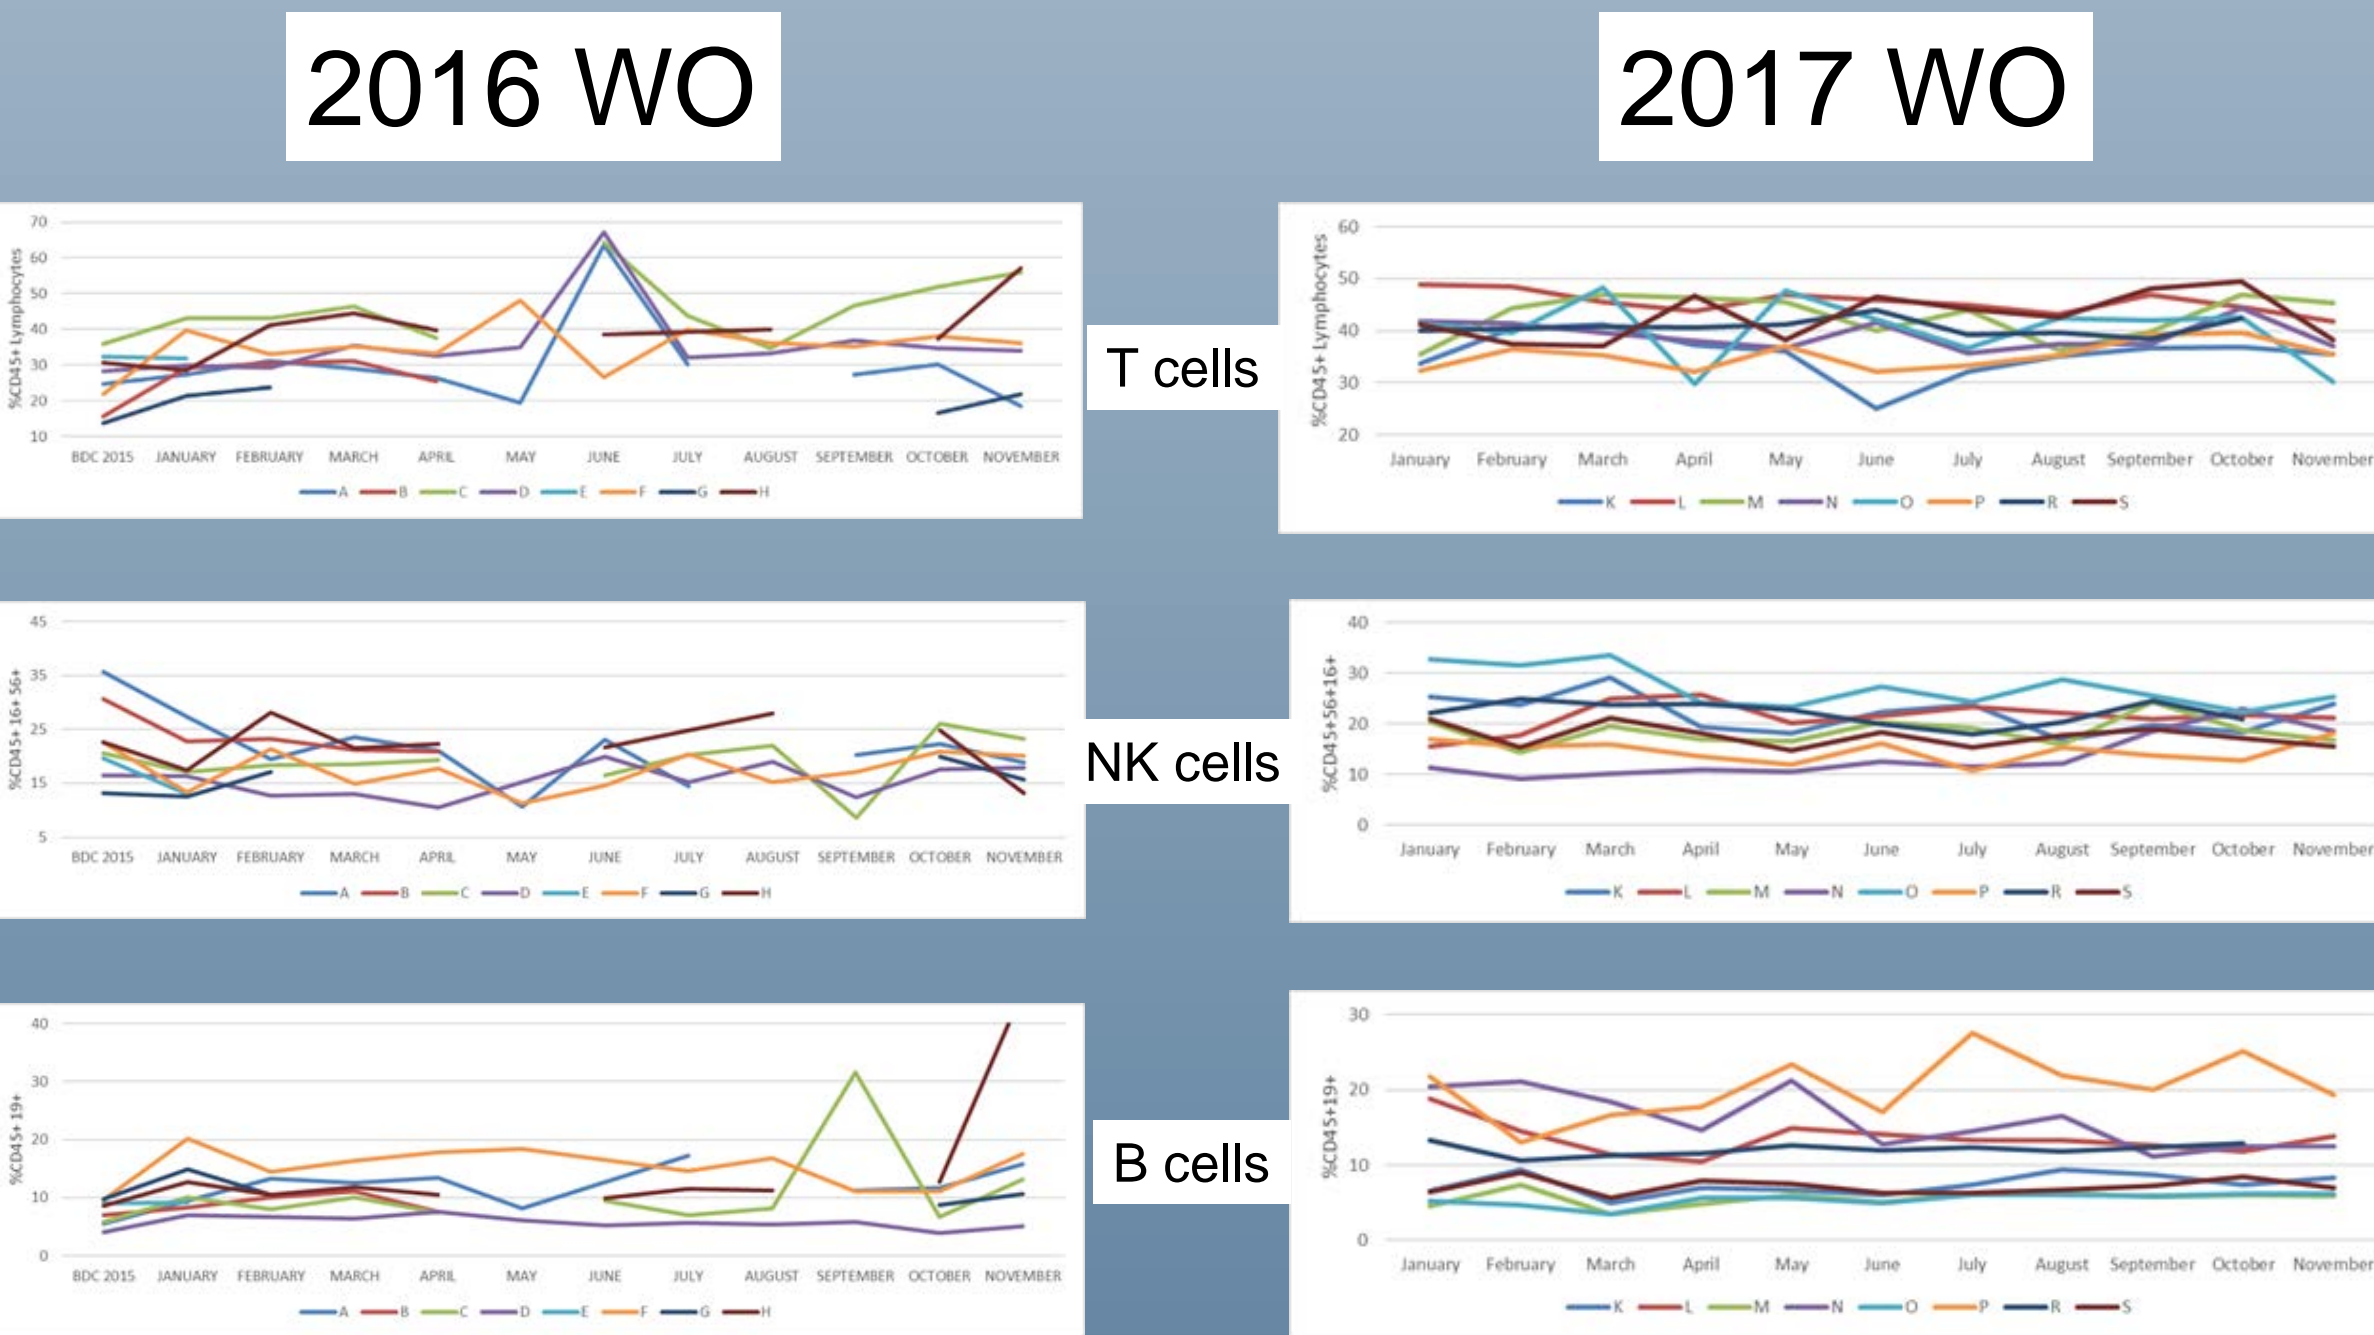 2016 WO
2017 WO
%CD45+ Lymphocytes
70
60
50
40
30
20
10
BDC 2015 JANUARY FEBRUARY MARCH APRIL MAY JUNE JULY AUGUST SEPTEMBER OCTOBER NOVEMBER
A B C D E F G H
T cells
%CD45+ Lymphocytes
60
50
40
30
20
January February March April May June July August September October November
K L M N O P R S
%CD45+ 16+ 56+
45
35
25
15
5
BDC 2015 JANUARY FEBRUARY MARCH APRIL MAY JUNE JULY AUGUST SEPTEMBER OCTOBER NOVEMBER
A B C D E F G H
NK cells
%CD45+56+16+
40
30
20
10
0
January February March April May June July August September October November
K L M N O P R S
%CD45+ 19+
40
30
20
10
0
BDC 2015 JANUARY FEBRUARY MARCH APRIL MAY JUNE JULY AUGUST SEPTEMBER OCTOBER NOVEMBER
A B C D E F G H
B cells
%CD45+19+
30
20
10
0
January February March April May June July August September October November
K L M N O P R S